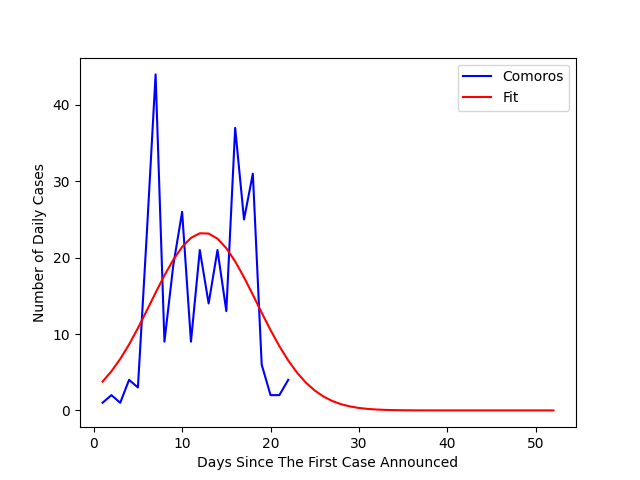 Comoros
Fit
Number of Daily Cases
40
30
20
10
0
0 10 20 30 40 50
Days Since The First Case Announced